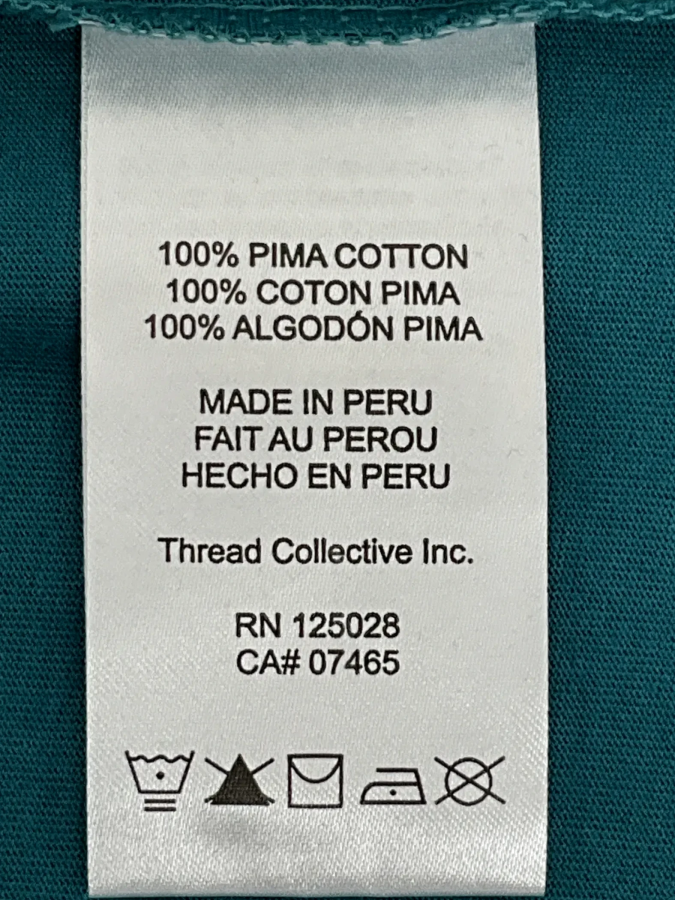 100% PIMA COTTON
100% COTON PIMA
100% ALGODÓN PIMA
MADE IN PERU
FAIT AU PEROU
HECHO EN PERU
Thread Collective Inc.
RN 125028
CA# 07465